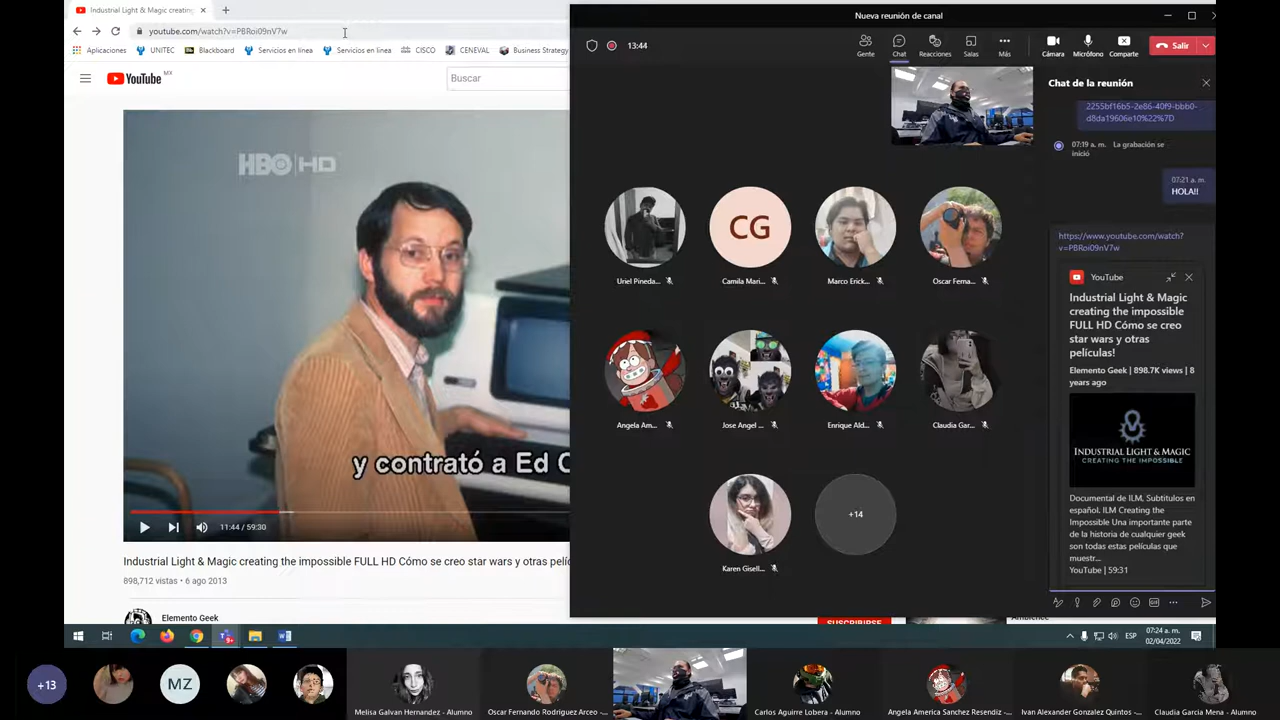 Industrial Light & Magic creating
youtube.com/watch?v=PBRoi09nV7w
Aplicaciones
UNITEC
Blackboard
Servicios en línea
Servicios en línea
CISCO
CENEVAL
Business Strategy
YouTube MX
Buscar
HBO HD
y contrató a Ed C
11:44 / 59:30
Industrial Light & Magic creating the impossible FULL HD Cómo se creo star wars y otras pelíc
898,712 vistas • 6 ago 2013
Elemento Geek
SUSCRIBIRSE
Ambience
Nueva reunión de canal
13:44
Gente
Chat
Reacciones
Salas
Más
Cámara
Micrófono
Comparte
Salir
Uriel Pineda...
CG
Camila Mari...
Marco Erick...
Oscar Ferna...
Angela Am...
Jose Angel ...
Enrique Ald...
Claudia Gar...
Karen Gisell...
+14
Chat de la reunión
2255bf16b5-2e86-40f9-bbb0-
d8da19606e10%22%7D
07:19 a. m. La grabación se
inició
07:21 a. m.
HOLA!!
https://www.youtube.com/watch?
v=PBRoi09nV7w
YouTube
Industrial Light & Magic
creating the impossible
FULL HD Cómo se creo
star wars y otras
películas!
Elemento Geek | 898.7K views | 8
years ago
INDUSTRIAL LIGHT & MAGIC
CREATING THE IMPOSSIBLE
Documental de ILM, Subtitulos en
español. ILM Creating the
Impossible Una importante parte
de la historia de cualquier geek
son todas estas películas que
muestr...
YouTube | 59:31
ESP
07:24 a. m.
02/04/2022
+13
MZ
Melisa Galvan Hernandez - Alumno
Oscar Fernando Rodriguez Arceo -...
Carlos Aguirre Lobera - Alumno
Angela America Sanchez Resendiz -...
Ivan Alexander Gonzalez Quintos -...
Claudia Garcia Mena - Alumno